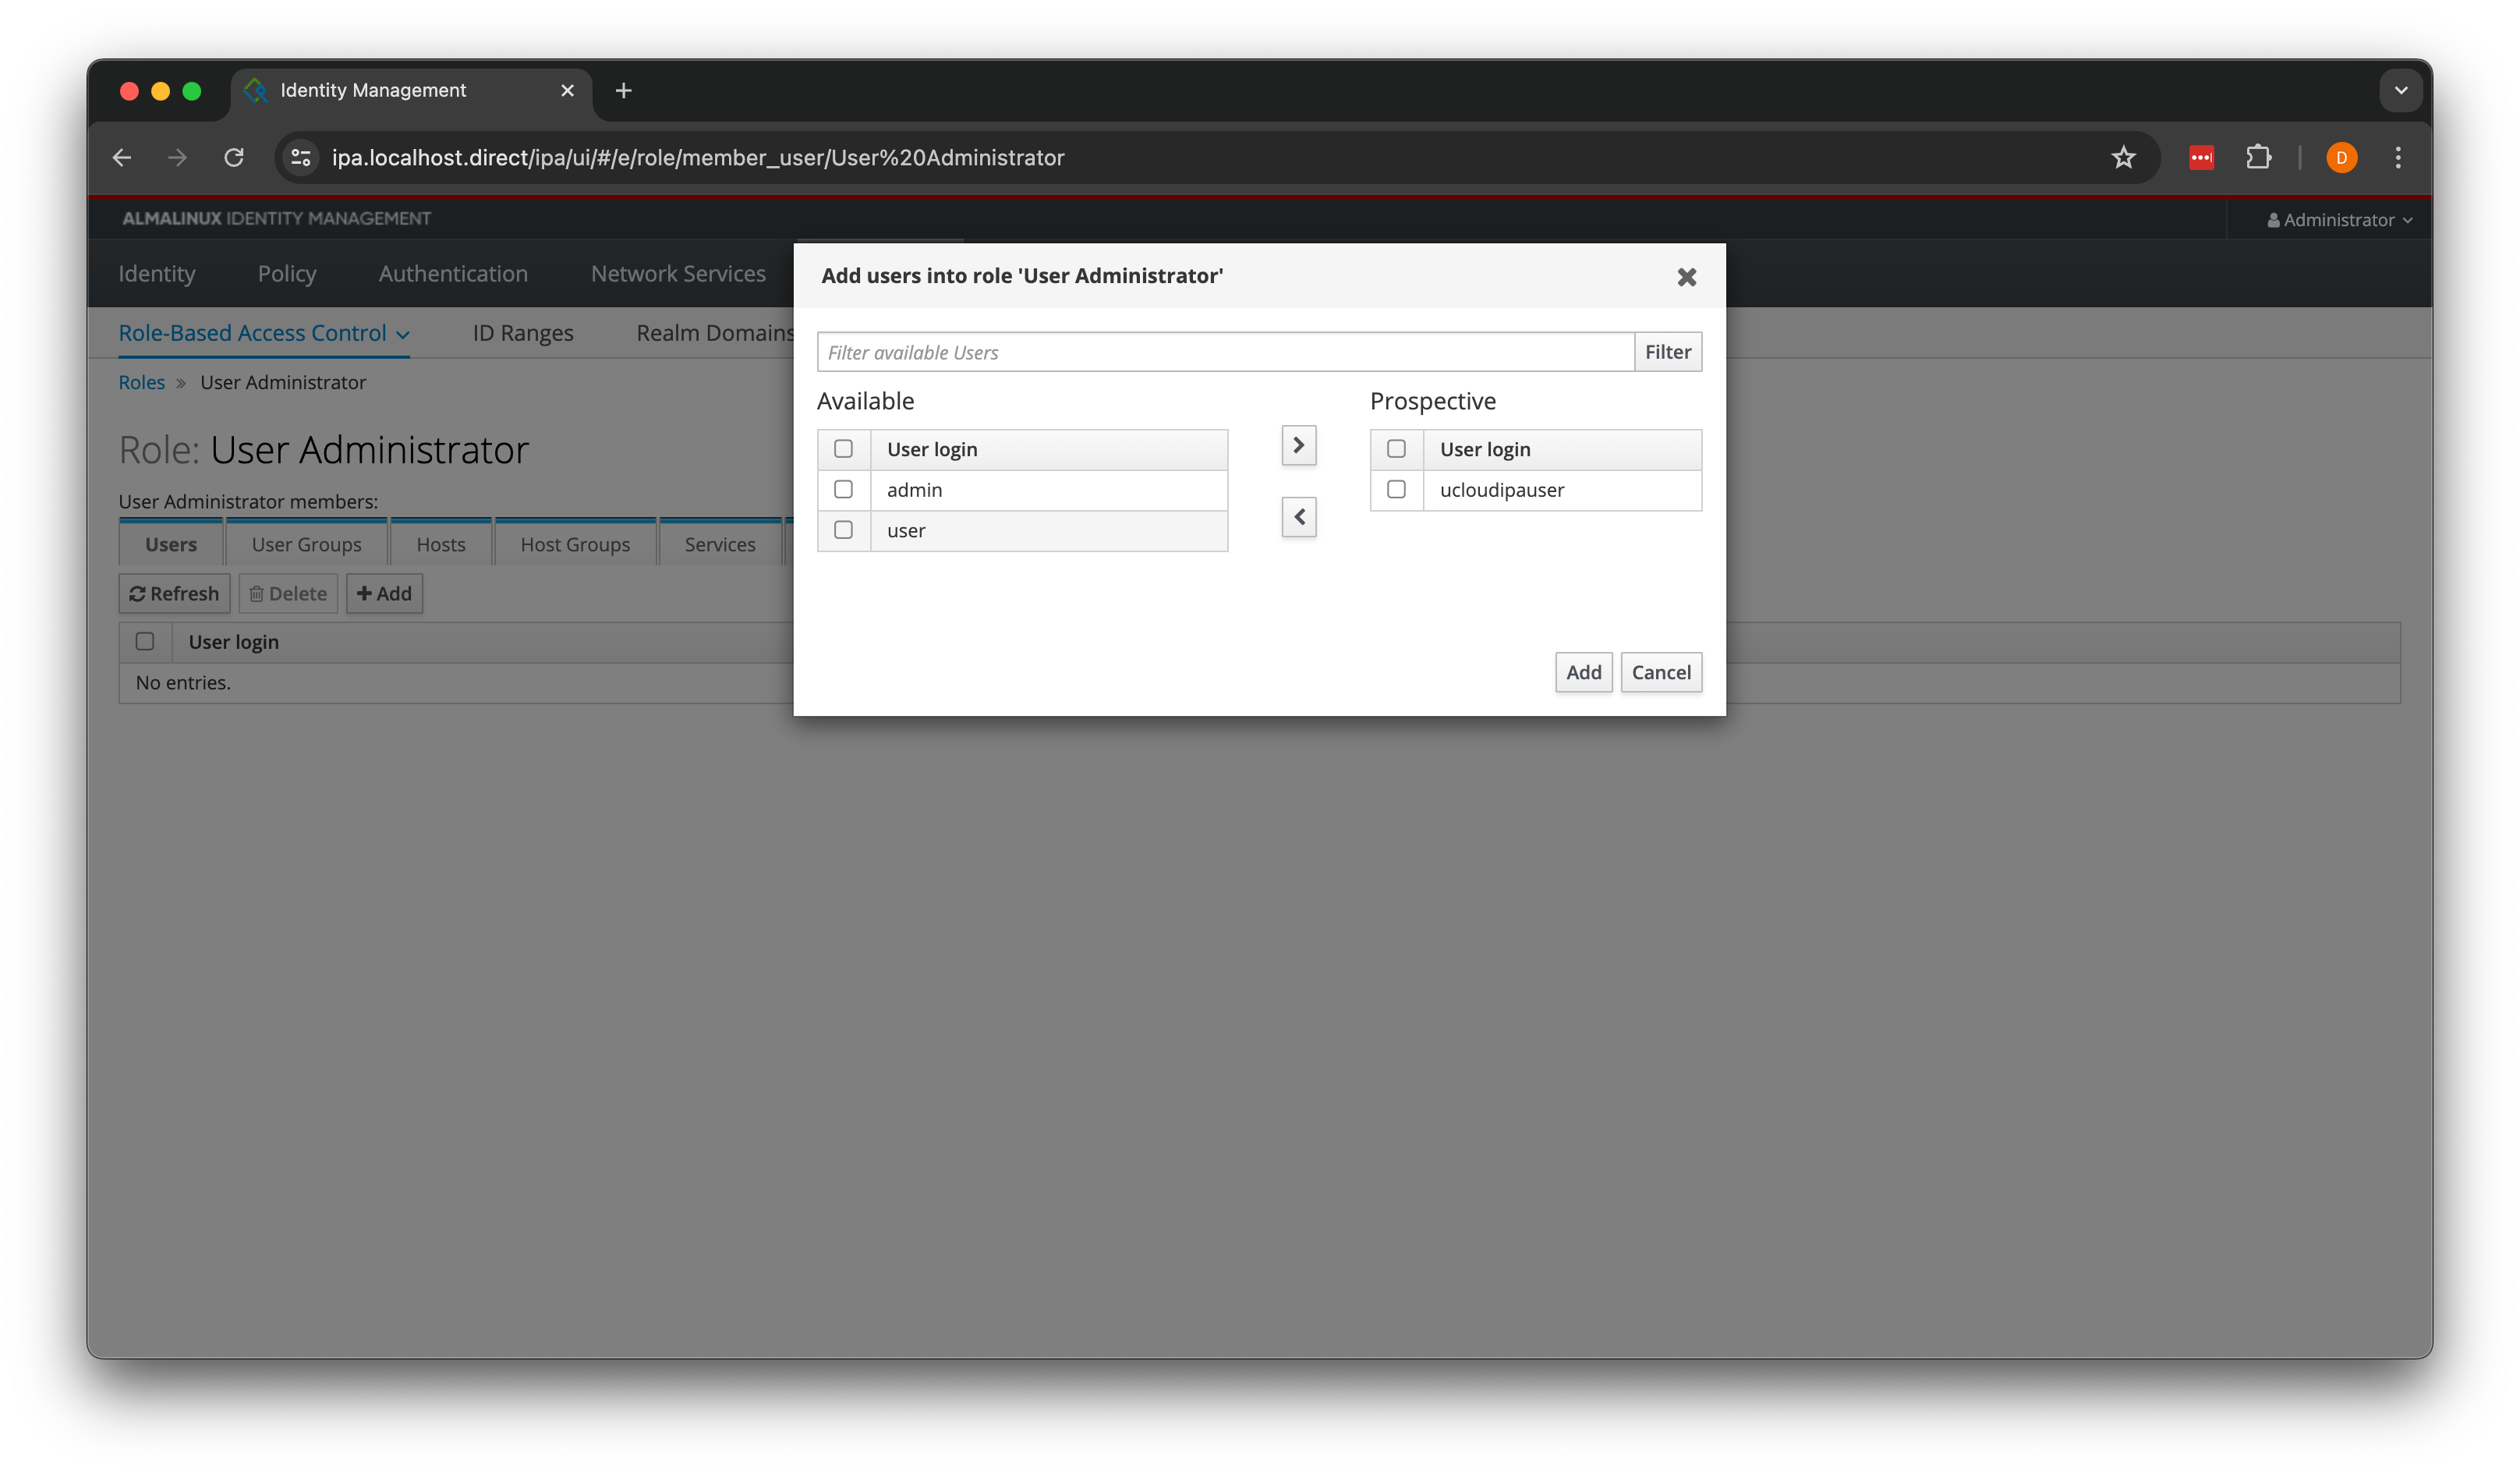 Identity Management
ipa.localhost.direct/ipa/ui/#/e/role/member_user/User%20Administrator
D
ALMALINUX IDENTITY MANAGEMENT
Administrator
Identity
Policy
Authentication
Network Services
Role-Based Access Control
ID Ranges
Realm Domains
Roles » User Administrator
Role: User Administrator
User Administrator members:
Users
User Groups
Hosts
Host Groups
Services
Refresh
Delete
Add
User login
No entries.
Add users into role 'User Administrator'
Filter available Users
Filter
Available
User login
admin
user
Prospective
User login
ucloudipauser
Add
Cancel